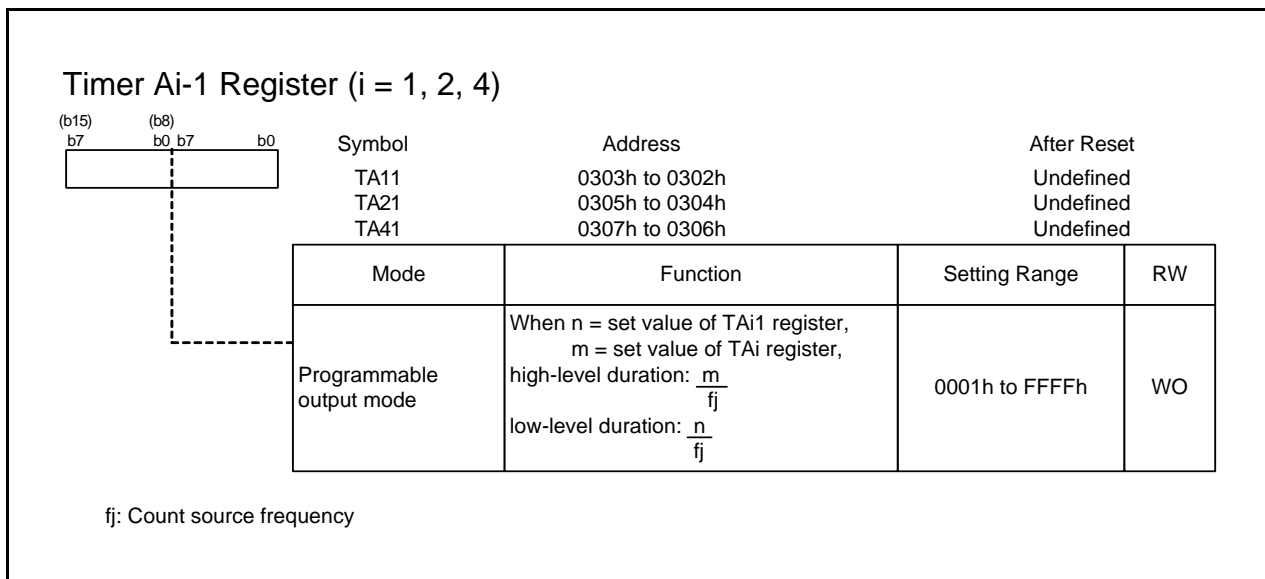 Timer Ai-1 Register (i = 1, 2, 4)
(b15) (b8)
b7 b0 b7 b0
Symbol Address After Reset
TA11 0303h to 0302h Undefined
TA21 0305h to 0304h Undefined
TA41 0307h to 0306h Undefined
Mode Function Setting Range RW
When n = set value of TAi1 register,
m = set value of TAi register,
high-level duration: m
fj
low-level duration: n
fj
Programmable
output mode
0001h to FFFFh WO
fj: Count source frequency